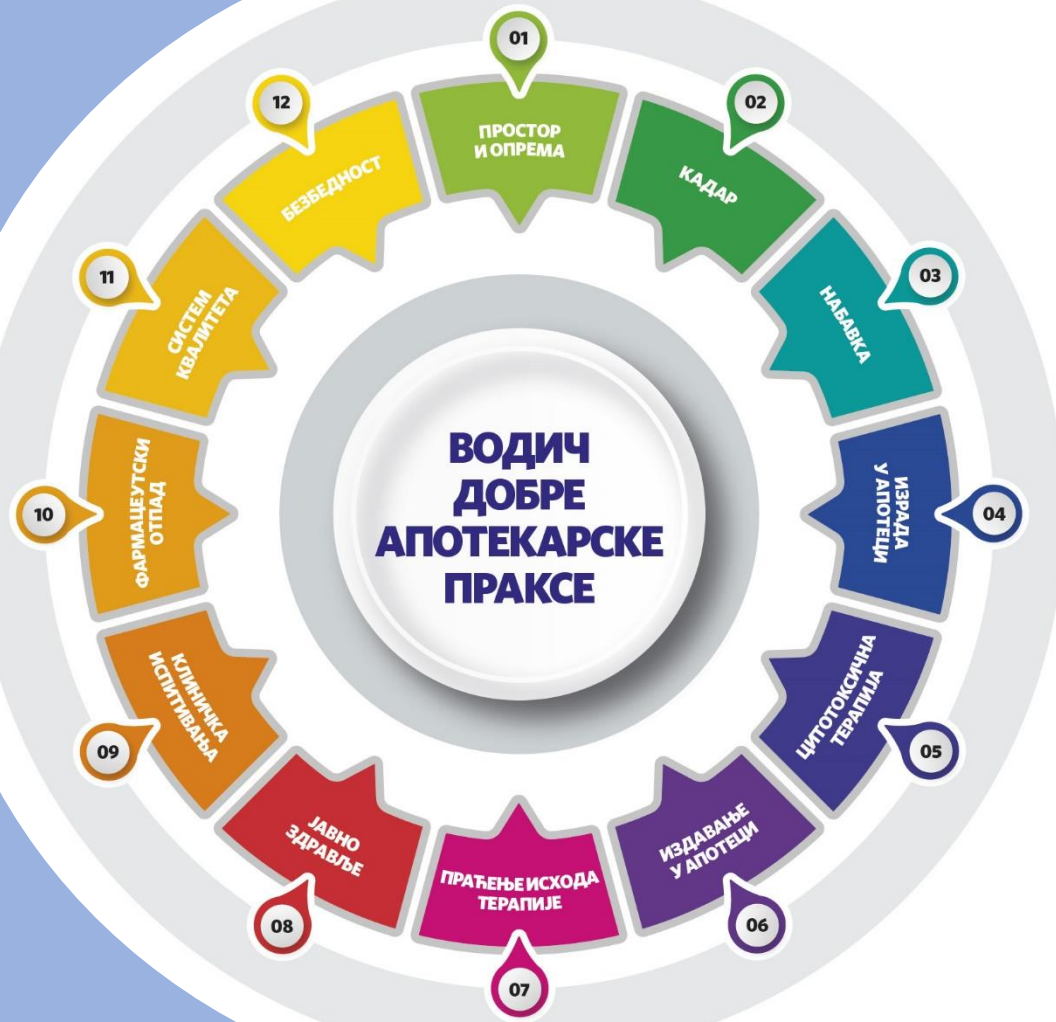 ВОДИЧ
ДОБРЕ
АПОТЕКАРСКЕ
ПРАКСЕ
01
ПРОСТОР
И ОПРЕМА
02
КАДАР
03
НАБАВКА
04
ИЗРАДА
У АПОТЕЦИ
05
ЦИТОТОКСИЧНА
ТЕРАПИЈА
06
ИЗДАВАЊЕ
У АПОТЕЦИ
07
ПРАЋЕЊЕ ИСХОДА
ТЕРАПИЈЕ
08
ЈАВНО
ЗДРАВЉЕ
09
КЛИНИЧКА
ИСПИТИВАЊА
10
ФАРМАЦЕУТСКИ
ОТПАД
11
СИСТЕМ
КВАЛИТЕТА
12
БЕЗБЕДНОСТ